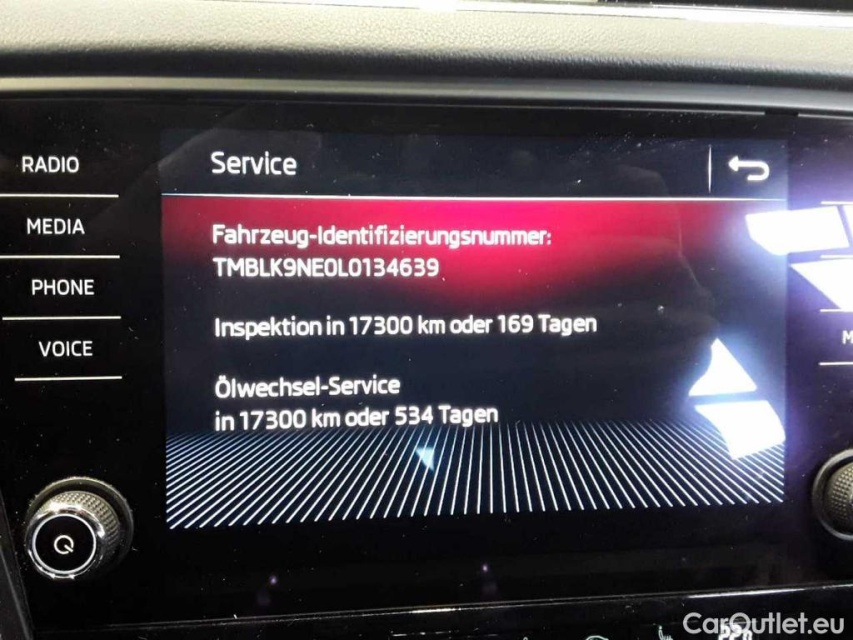 RADIO
Service
MEDIA
Fahrzeug-Identifizierungsnummer:
TMBLK9NE0L0134639
PHONE
Inspektion in 17300 km oder 169 Tagen
VOICE
M
Ölwechsel-Service
in 17300 km oder 534 Tagen
CarOutlet.eu